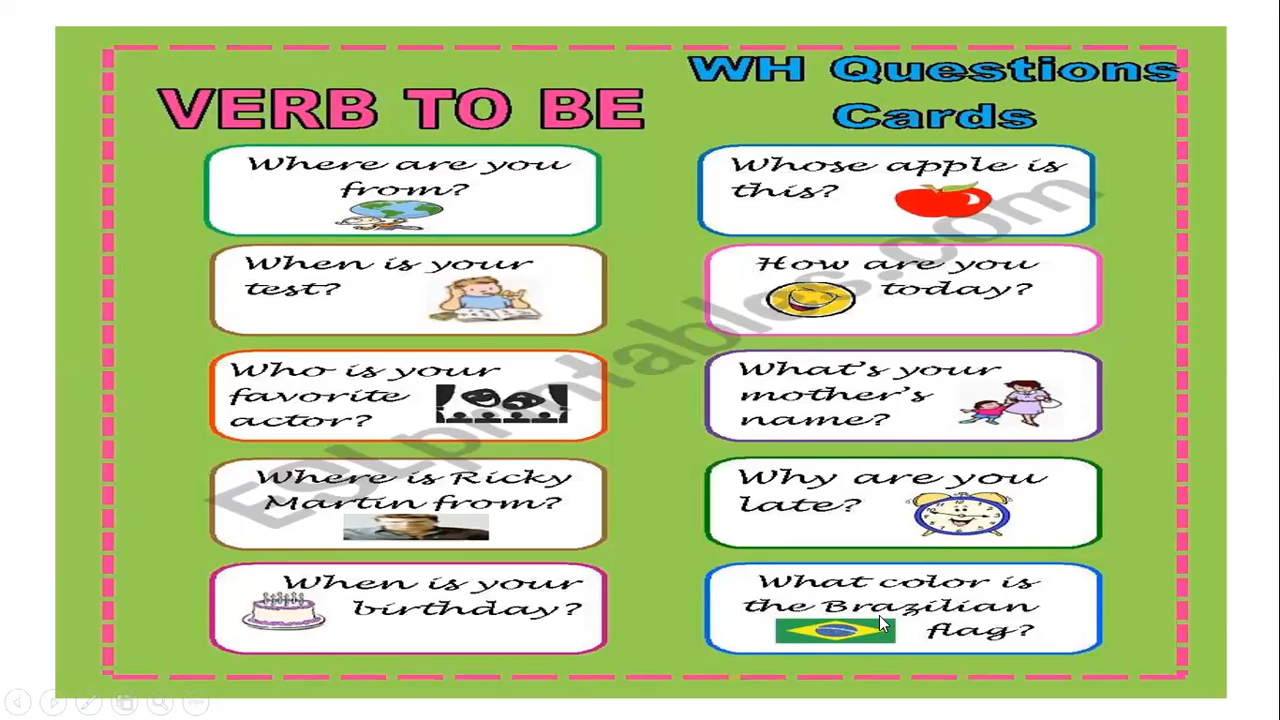 VERB TO BE
WH Questions
Cards
Where are you
from?
When is your
test?
Who is your
favorite
actor?
Where is Ricky
Martin from?
When is your
birthday?
Whose apple is
this?
How are you
today?
What's your
mother's
name?
Why are you
late?
What color is
the Brazilian
flag?
ESLprintables.com